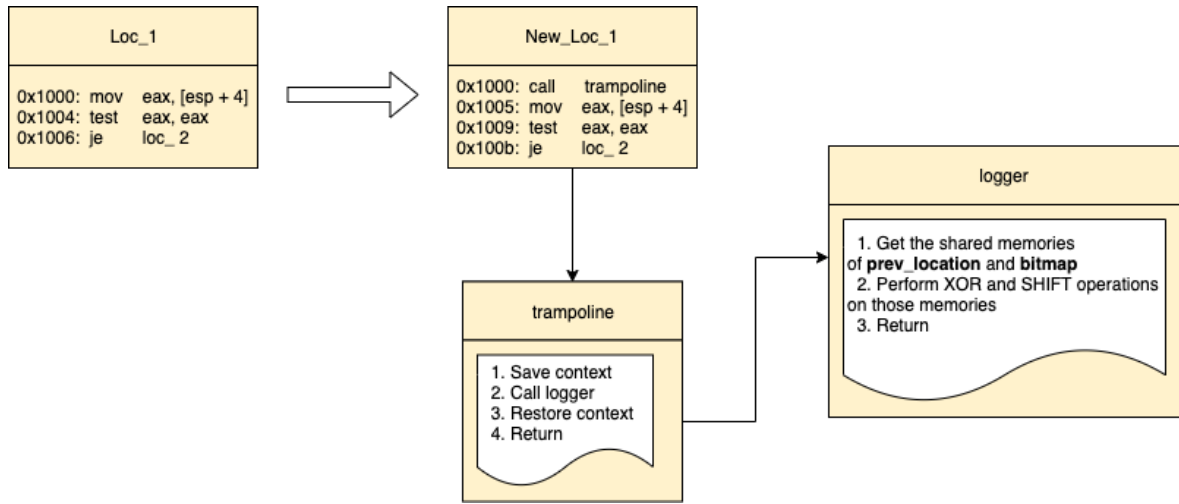 Loc_1
0x1000: mov eax, [esp + 4]
0x1004: test eax, eax
0x1006: je loc_ 2
New_Loc_1
0x1000: call trampoline
0x1005: mov eax, [esp + 4]
0x1009: test eax, eax
0x100b: je loc_ 2
logger
1. Get the shared memories
of prev_location and bitmap
2. Perform XOR and SHIFT operations
on those memories
3. Return
trampoline
1. Save context
2. Call logger
3. Restore context
4. Return